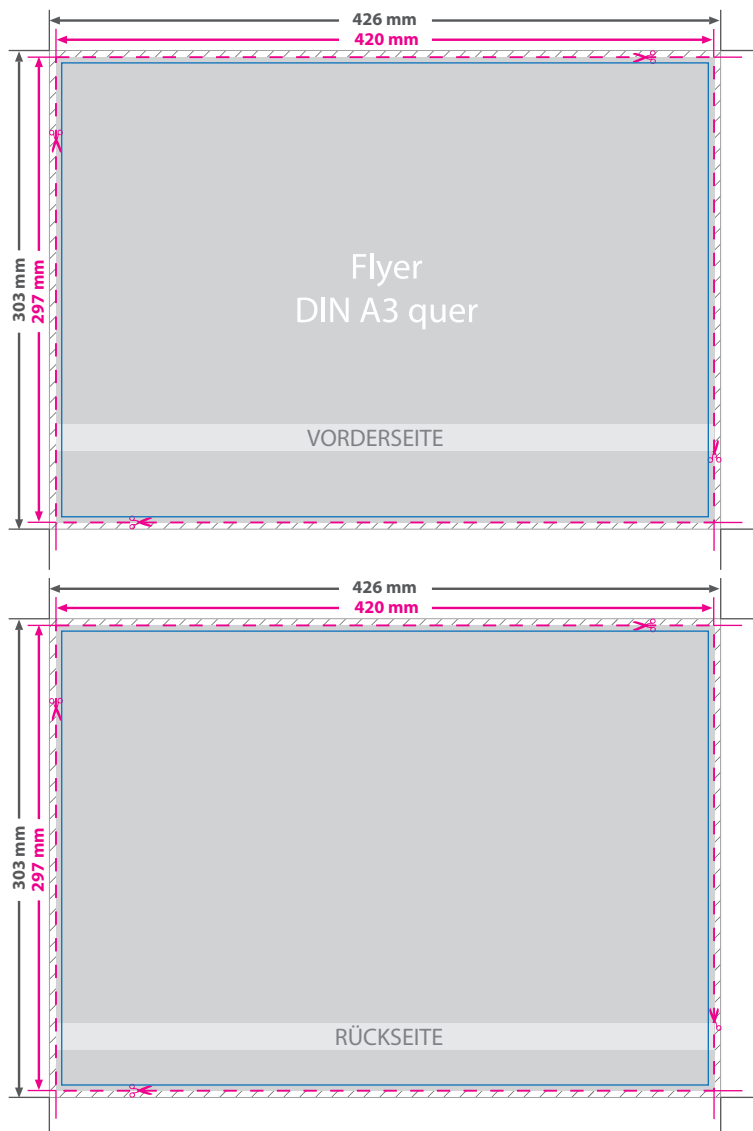 426 mm
420 mm
303 mm
297 mm
Flyer
DIN A3 quer
VORDERSEITE
426 mm
420 mm
303 mm
297 mm
RÜCKSEITE